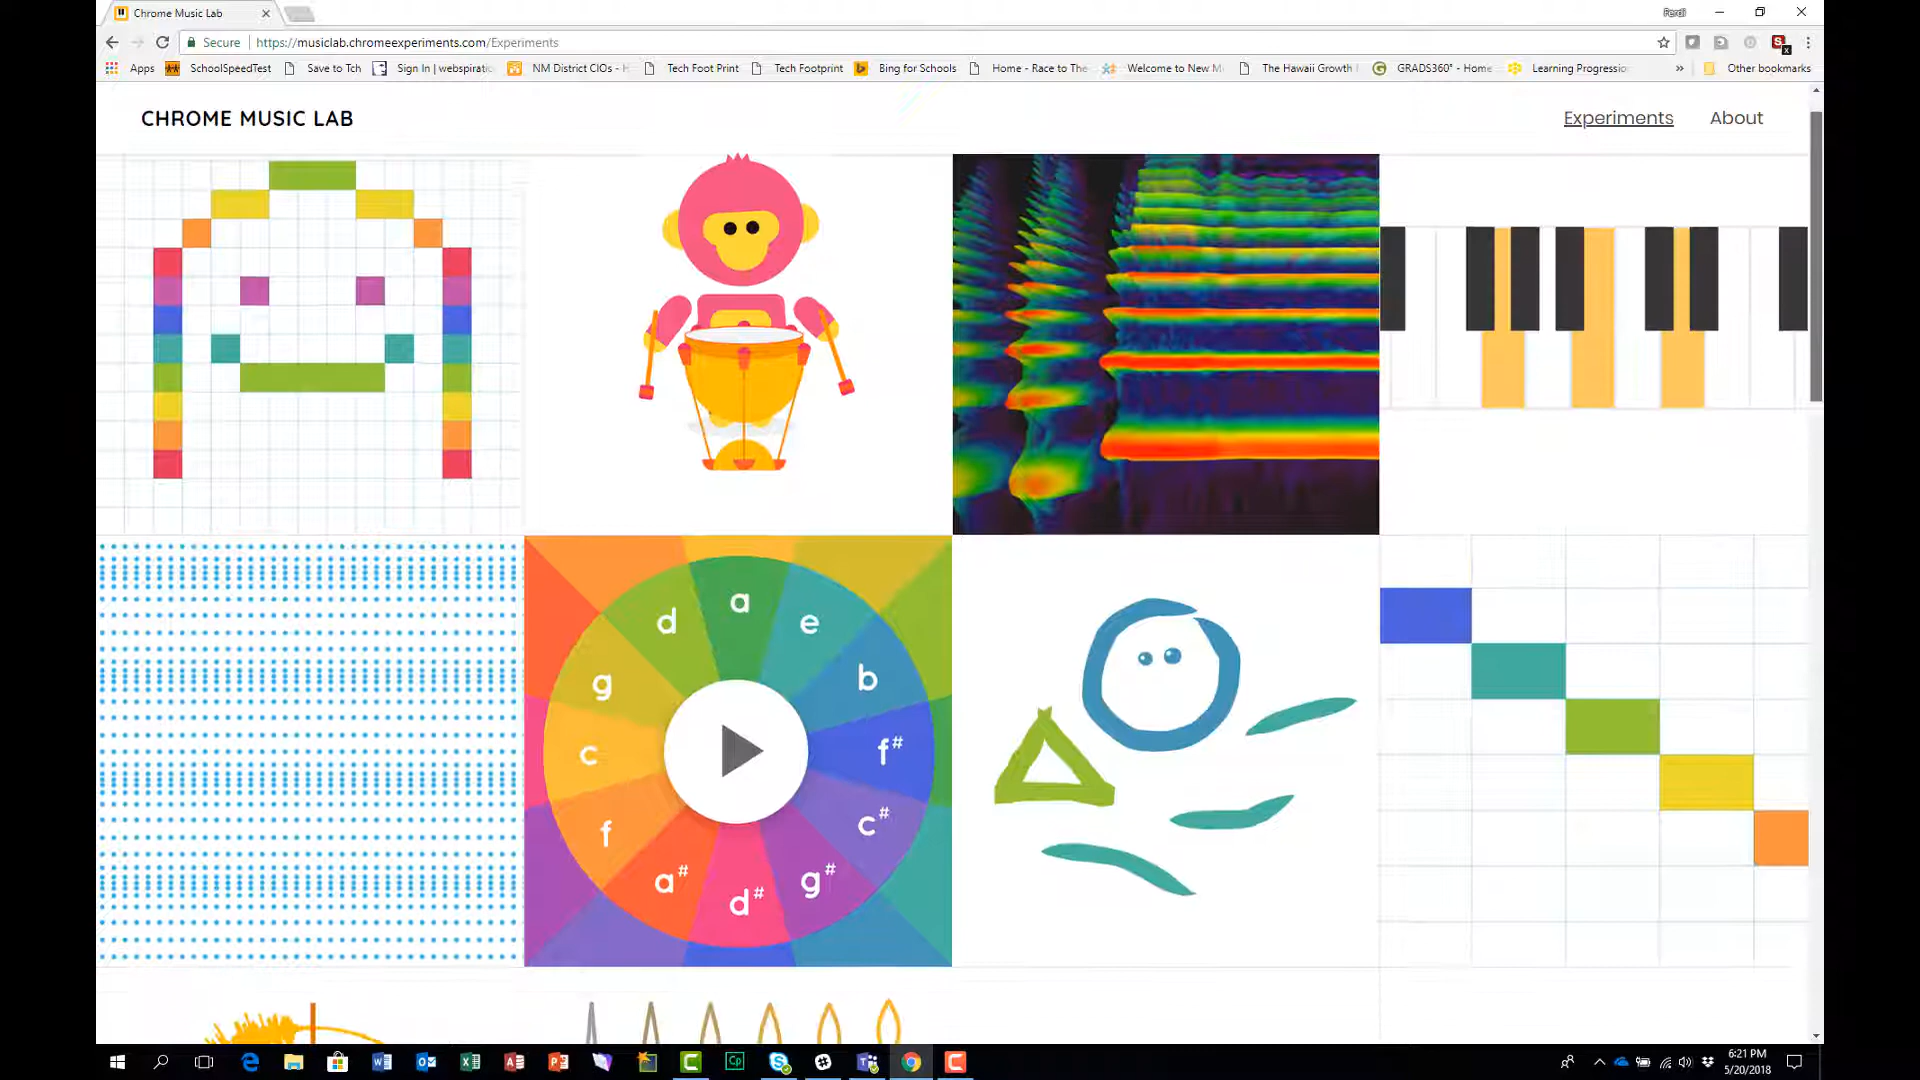 Chrome Music Lab
Ferdi
Secure
https://musiclab.chromeexperiments.com/Experiments
Apps
SchoolSpeedTest
Save to Tch
Sign In | webspiratio
NM District CIOs - H
Tech Foot Print
Tech Footprint
Bing for Schools
Home - Race to The
Welcome to New M
The Hawaii Growth
GRADS360° - Home
Learning Progressio
»
Other bookmarks
CHROME MUSIC LAB
Experiments
About
a
d
e
g
b
c
f#
f
c#
a#
g#
d#
6:21 PM
5/20/2018